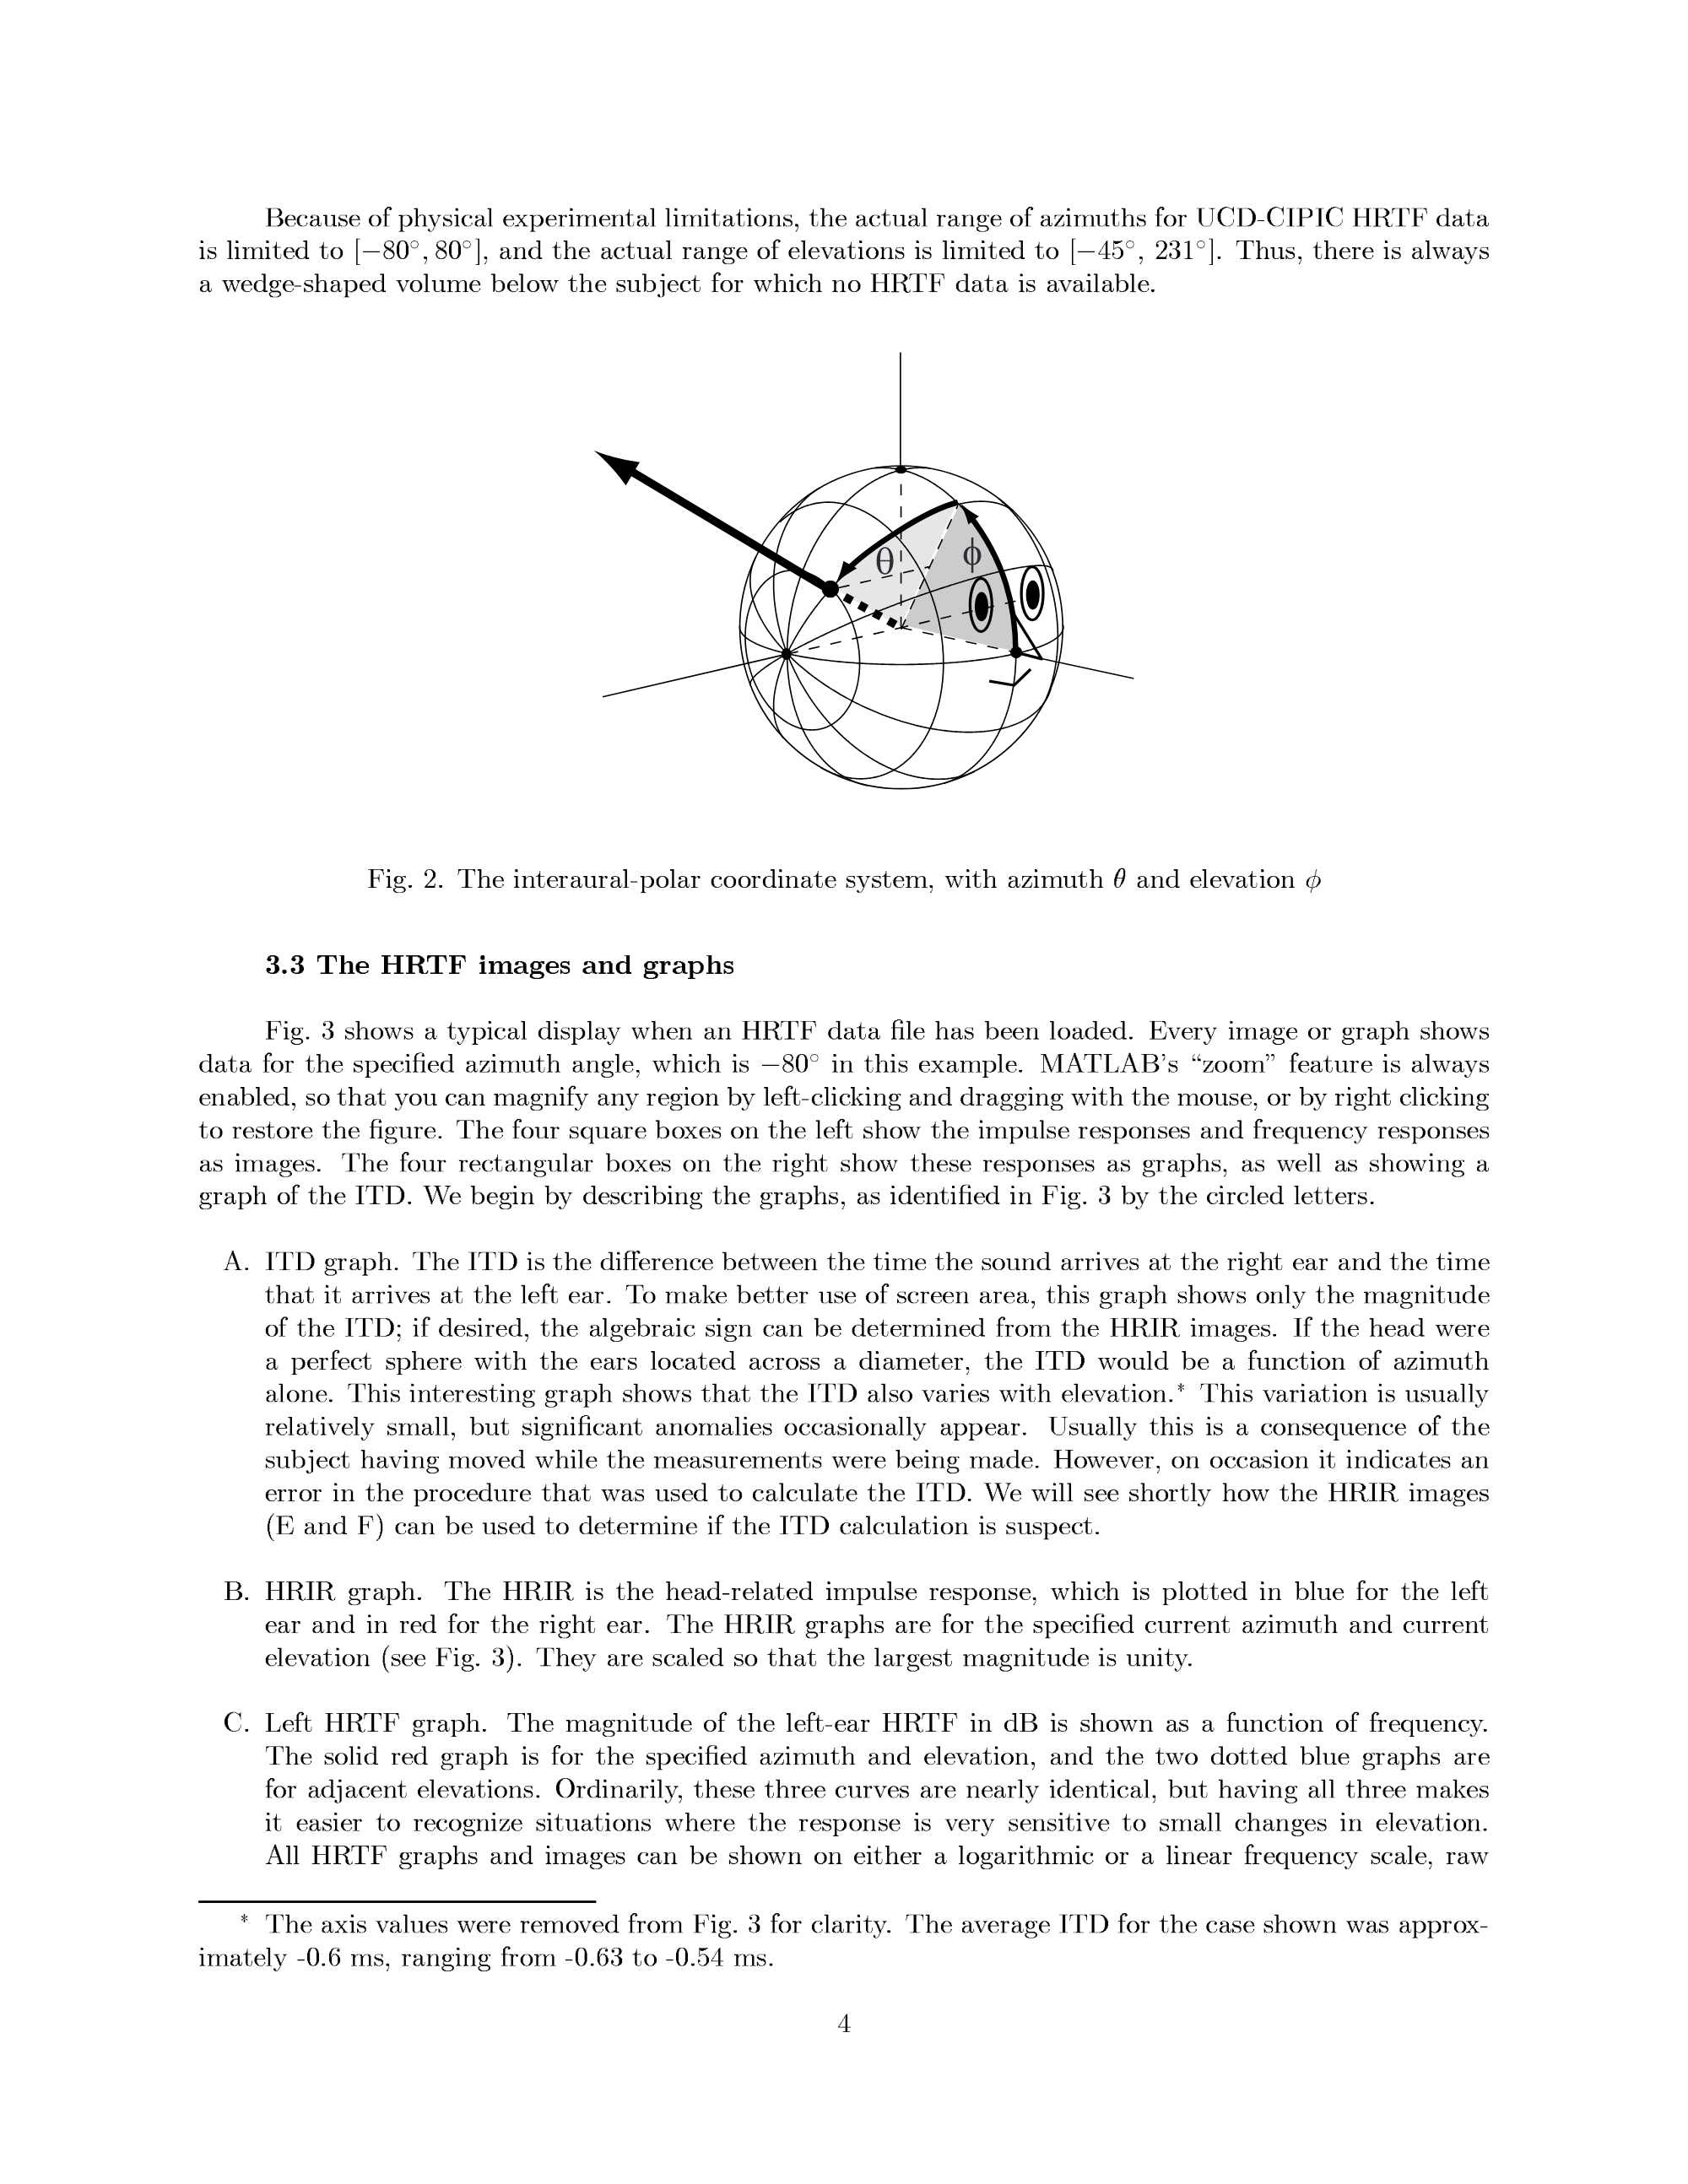 Because of physical experimental limitations, the actual range of azimuths for UCD-CIPIC HRTF data
is limited to [−80°, 80°], and the actual range of elevations is limited to [−45°, 231°]. Thus, there is always
a wedge-shaped volume below the subject for which no HRTF data is available.
θ
ϕ
Fig. 2. The interaural-polar coordinate system, with azimuth θ and elevation ϕ
3.3 The HRTF images and graphs
Fig. 3 shows a typical display when an HRTF data file has been loaded. Every image or graph shows
data for the specified azimuth angle, which is −80° in this example. MATLAB's “zoom” feature is always
enabled, so that you can magnify any region by left-clicking and dragging with the mouse, or by right clicking
to restore the figure. The four square boxes on the left show the impulse responses and frequency responses
as images. The four rectangular boxes on the right show these responses as graphs, as well as showing a
graph of the ITD. We begin by describing the graphs, as identified in Fig. 3 by the circled letters.
A. ITD graph. The ITD is the difference between the time the sound arrives at the right ear and the time
that it arrives at the left ear. To make better use of screen area, this graph shows only the magnitude
of the ITD; if desired, the algebraic sign can be determined from the HRIR images. If the head were
a perfect sphere with the ears located across a diameter, the ITD would be a function of azimuth
alone. This interesting graph shows that the ITD also varies with elevation.* This variation is usually
relatively small, but significant anomalies occasionally appear. Usually this is a consequence of the
subject having moved while the measurements were being made. However, on occasion it indicates an
error in the procedure that was used to calculate the ITD. We will see shortly how the HRIR images
(E and F) can be used to determine if the ITD calculation is suspect.
B. HRIR graph. The HRIR is the head-related impulse response, which is plotted in blue for the left
ear and in red for the right ear. The HRIR graphs are for the specified current azimuth and current
elevation (see Fig. 3). They are scaled so that the largest magnitude is unity.
C. Left HRTF graph. The magnitude of the left-ear HRTF in dB is shown as a function of frequency.
The solid red graph is for the specified azimuth and elevation, and the two dotted blue graphs are
for adjacent elevations. Ordinarily, these three curves are nearly identical, but having all three makes
it easier to recognize situations where the response is very sensitive to small changes in elevation.
All HRTF graphs and images can be shown on either a logarithmic or a linear frequency scale, raw
* The axis values were removed from Fig. 3 for clarity. The average ITD for the case shown was approx-
imately -0.6 ms, ranging from -0.63 to -0.54 ms.
4